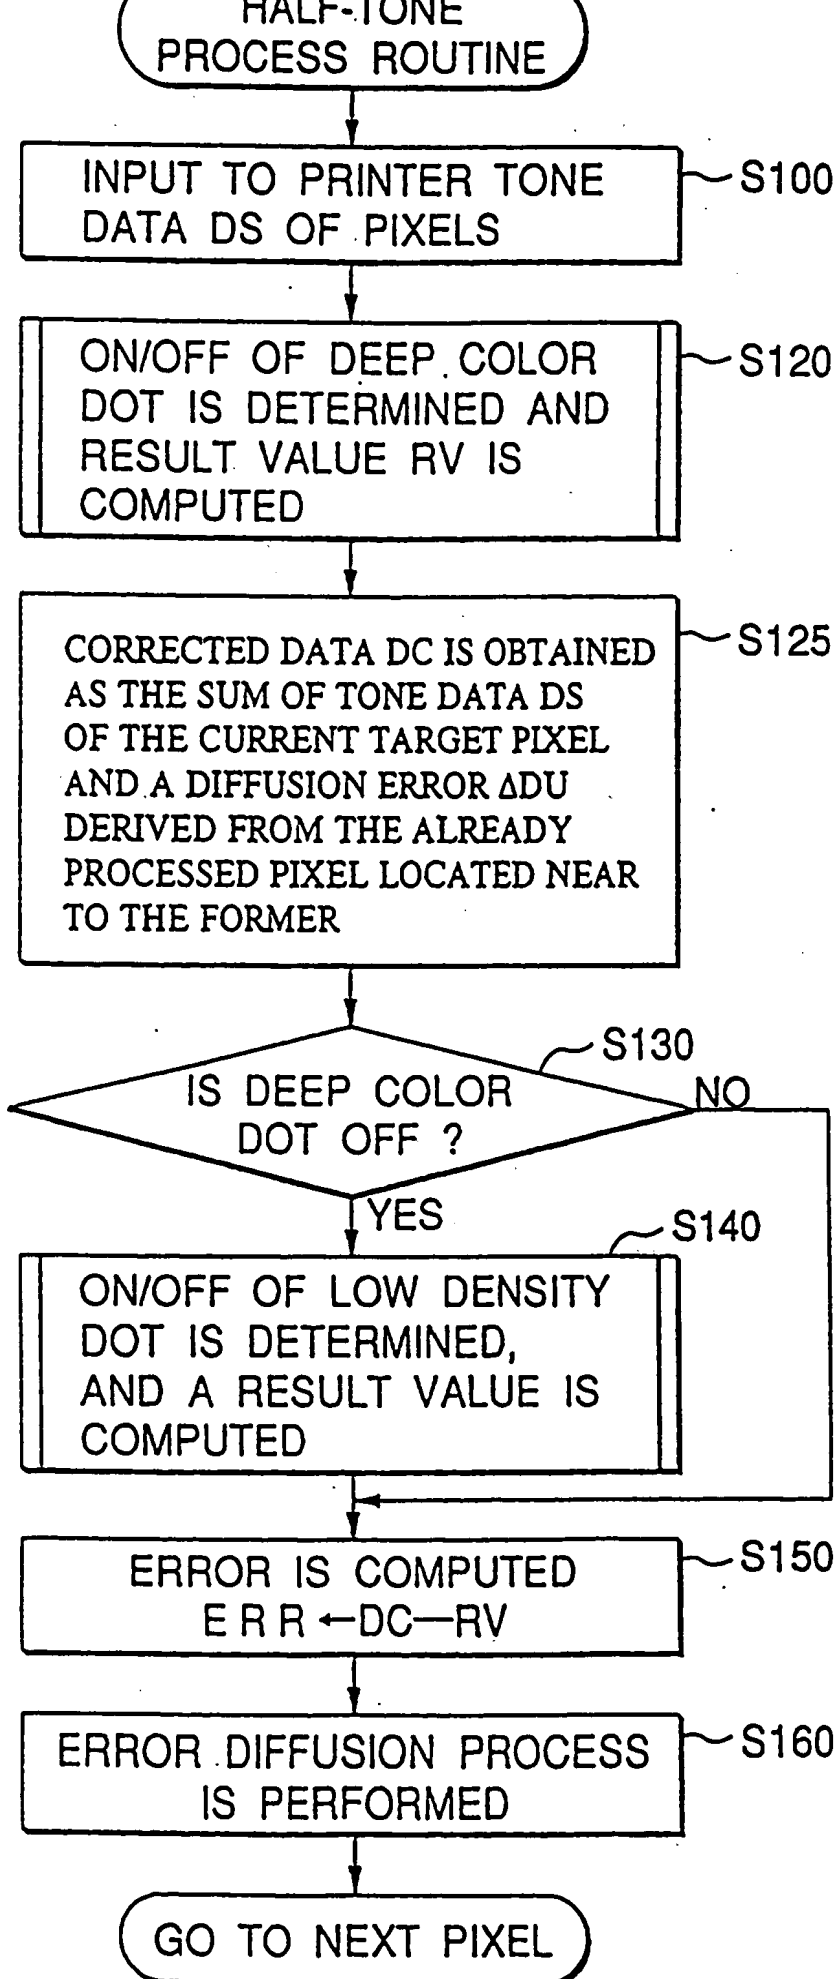 HALF-TONE
PROCESS ROUTINE
INPUT TO PRINTER TONE
DATA DS OF PIXELS
S100
ON/OFF OF DEEP COLOR
DOT IS DETERMINED AND
RESULT VALUE RV IS
COMPUTED
S120
CORRECTED DATA DC IS OBTAINED
AS THE SUM OF TONE DATA DS
OF THE CURRENT TARGET PIXEL
AND A DIFFUSION ERROR ΔDU
DERIVED FROM THE ALREADY
PROCESSED PIXEL LOCATED NEAR
TO THE FORMER
S125
IS DEEP COLOR
DOT OFF ?
S130
NO
YES
ON/OFF OF LOW DENSITY
DOT IS DETERMINED,
AND A RESULT VALUE IS
COMPUTED
S140
ERROR IS COMPUTED
ERR←DC—RV
S150
ERROR DIFFUSION PROCESS
IS PERFORMED
S160
GO TO NEXT PIXEL